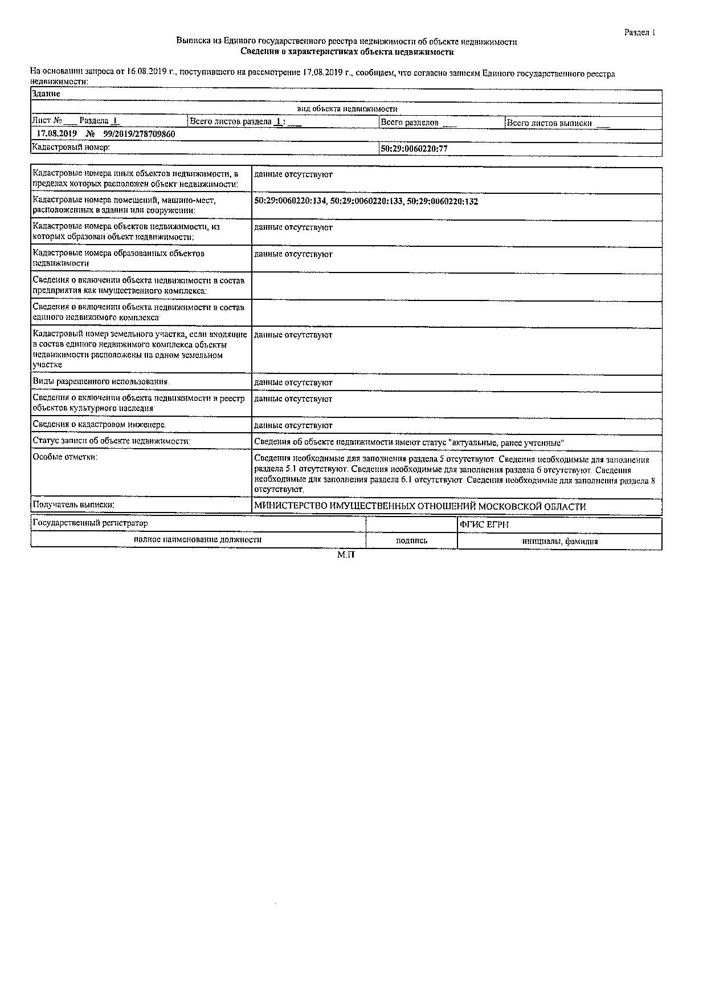 Раздел 1
Выписка из Единого государственного реестра недвижимости об объекте недвижимости
Сведения о характеристиках объекта недвижимости
На основании запроса от 16.08.2019 г., поступившего на рассмотрение 17.08.2019 г., сообщаем, что согласно записям Единого государственного реестра
недвижимости:
Здание
вид объекта недвижимости
Лист № ___ Раздела 1 Всего листов раздела 1 : ___ Всего разделов ___ Всего листов выписки ___
17.08.2019 № 99/2019/278709860
Кадастровый номер: 50:29:0060220:77
Кадастровые номера иных объектов недвижимости, в данные отсутствуют
пределах которых расположен объект недвижимости:
Кадастровые номера помещений, машино-мест, 50:29:0060220:134, 50:29:0060220:133, 50:29:0060220:132
расположенных в здании или сооружении:
Кадастровые номера объектов недвижимости, из данные отсутствуют
которых образован объект недвижимости:
Кадастровые номера образованных объектов данные отсутствуют
недвижимости
Сведения о включении объекта недвижимости в состав
предприятия как имущественного комплекса:
Сведения о включении объекта недвижимости в состав
единого недвижимого комплекса
Кадастровый номер земельного участка, если входящие данные отсутствуют
в состав единого недвижимого комплекса объекты
недвижимости расположены на одном земельном
участке
Виды разрешенного использования. данные отсутствуют
Сведения о включении объекта недвижимости в реестр данные отсутствуют
объектов культурного наследия
Сведения о кадастровом инженере. данные отсутствуют
Статус записи об объекте недвижимости: Сведения об объекте недвижимости имеют статус "актуальные, ранее учтенные"
Особые отметки: Сведения необходимые для заполнения раздела 5 отсутствуют. Сведения необходимые для заполнения
раздела 5.1 отсутствуют. Сведения необходимые для заполнения раздела 6 отсутствуют. Сведения
необходимые для заполнения раздела 6.1 отсутствуют Сведения необходимые для заполнения раздела 8
отсутствуют.
Получатель выписки: МИНИСТЕРСТВО ИМУЩЕСТВЕННЫХ ОТНОШЕНИЙ МОСКОВСКОЙ ОБЛАСТИ
Государственный регистратор ФГИС ЕГРН
полное наименование должности подпись инициалы, фамилия
М.П